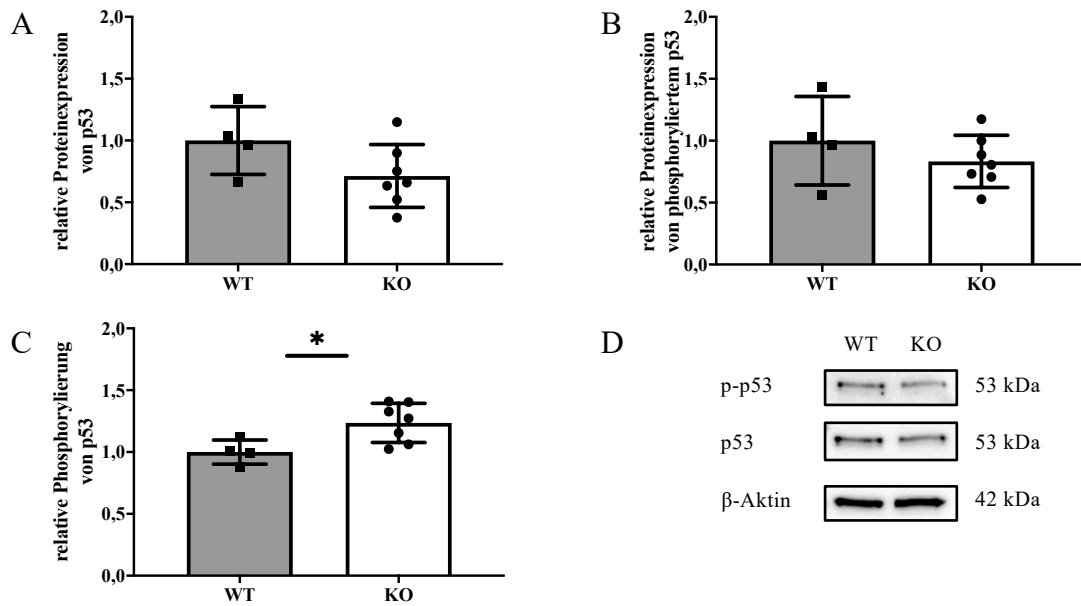 A
relative Proteinexpression
von p53
2,0
1,5
1,0
0,5
0,0
WT
KO
B
relative Proteinexpression
von phosphoryliertem p53
2,0
1,5
1,0
0,5
0,0
WT
KO
C
relative Phosphorylierung
von p53
2,0
1,5
1,0
0,5
0,0
*
WT
KO
D
WT KO
p-p53 53 kDa
p53 53 kDa
β-Aktin 42 kDa